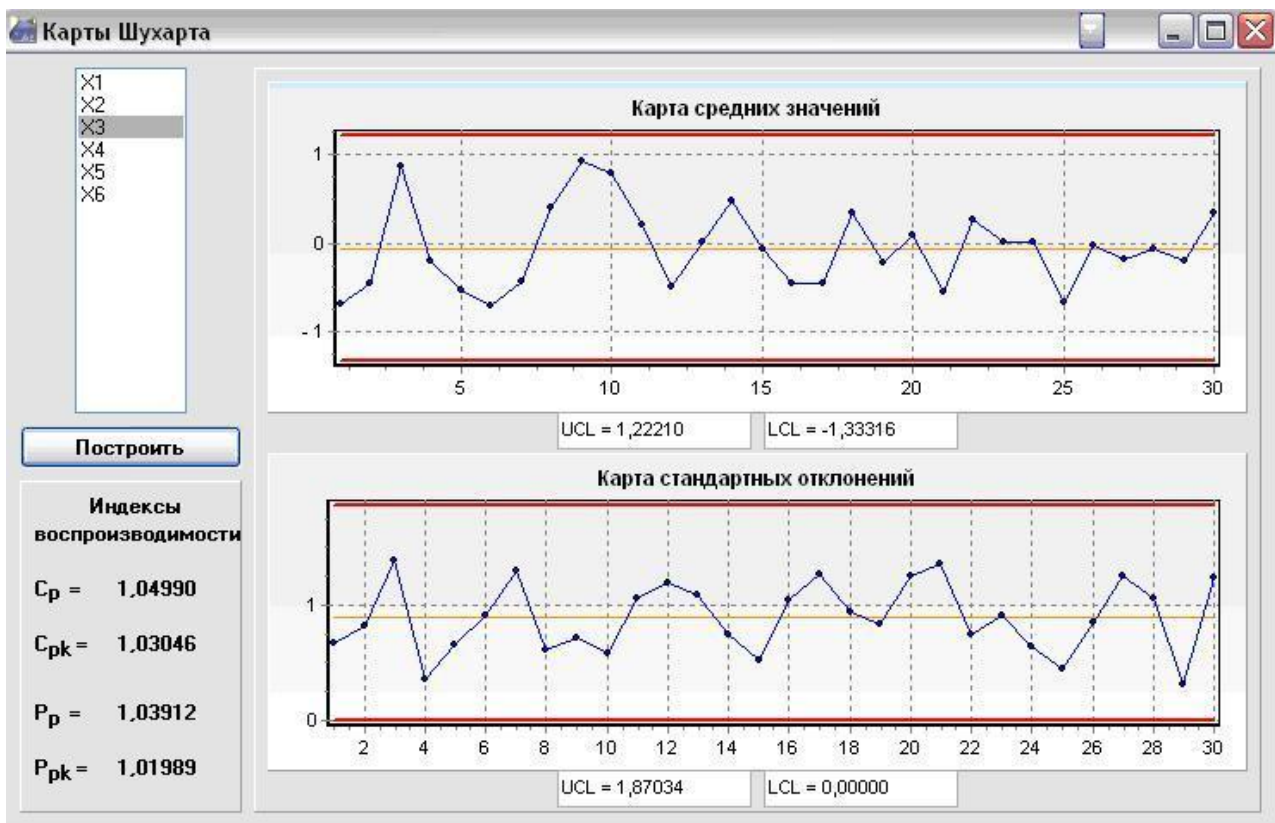 Карты Шухарта
X1
X2
X3
X4
X5
X6
Построить
Индексы
воспроизводимости
Cp = 1,04990
Cpk = 1,03046
Pp = 1,03912
Ppk = 1,01989
Карта средних значений
1
0
- 1
5 10 15 20 25 30
UCL = 1,22210 LCL = -1,33316
Карта стандартных отклонений
1
0
2 4 6 8 10 12 14 16 18 20 22 24 26 28 30
UCL = 1,87034 LCL = 0,00000